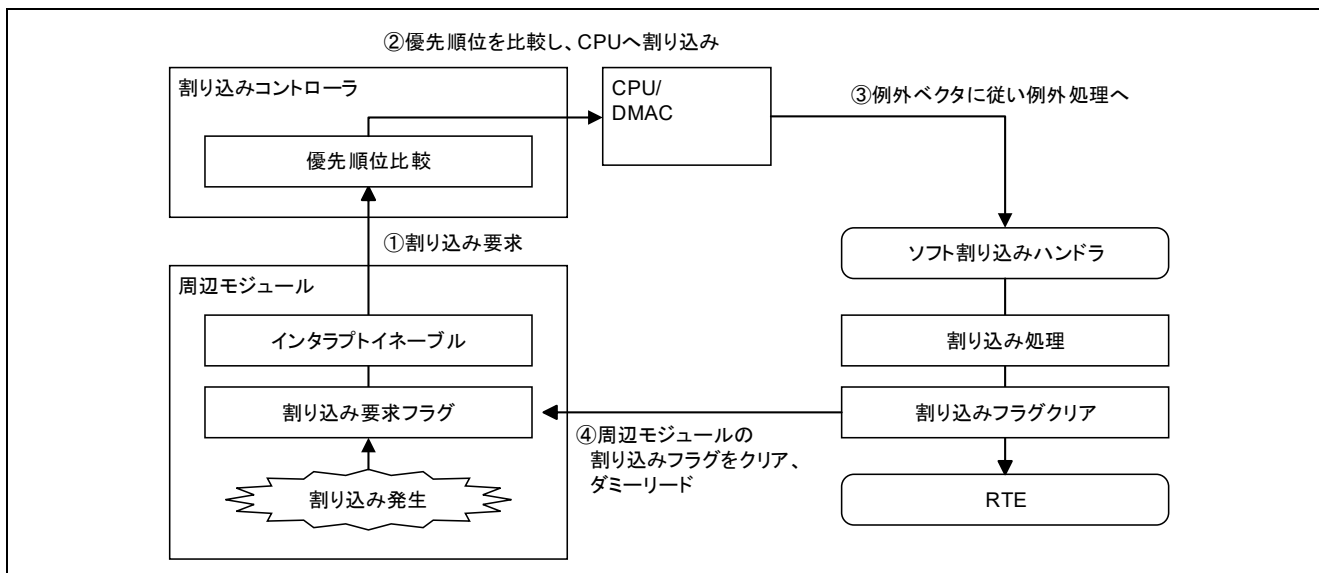 ②優先順位を比較し、CPUへ割り込み
割り込みコントローラ
CPU/
DMAC
③例外ベクタに従い例外処理へ
優先順位比較
①割り込み要求
ソフト割り込みハンドラ
周辺モジュール
インタラプトイネーブル
割り込み処理
割り込み要求フラグ
割り込みフラグクリア
④周辺モジュールの
割り込みフラグをクリア、
ダミーリード
割り込み発生
RTE